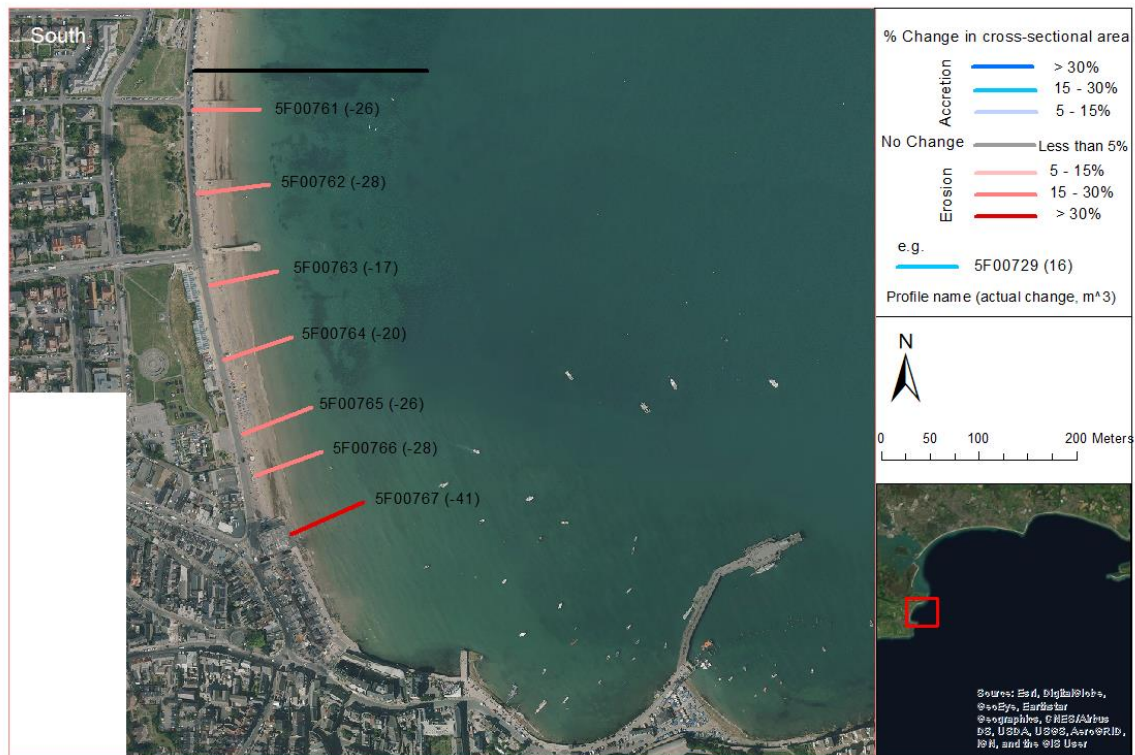 South
5F00761 (-26)
5F00762 (-28)
5F00763 (-17)
5F00764 (-20)
5F00765 (-26)
5F00766 (-28)
5F00767 (-41)
% Change in cross-sectional area
Accretion
> 30%
15 - 30%
5 - 15%
No Change
Less than 5%
Erosion
5 - 15%
15 - 30%
> 30%
e.g.
5F00729 (16)
Profile name (actual change, m^3)
N
0 50 100 200 Meters
Source: Esri, DigitalGlobe,
GeoEye, Earthstar
Geographics, CNES/Airbus
DS, USDA, USGS, AeroGRID,
IGN, and the GIS User